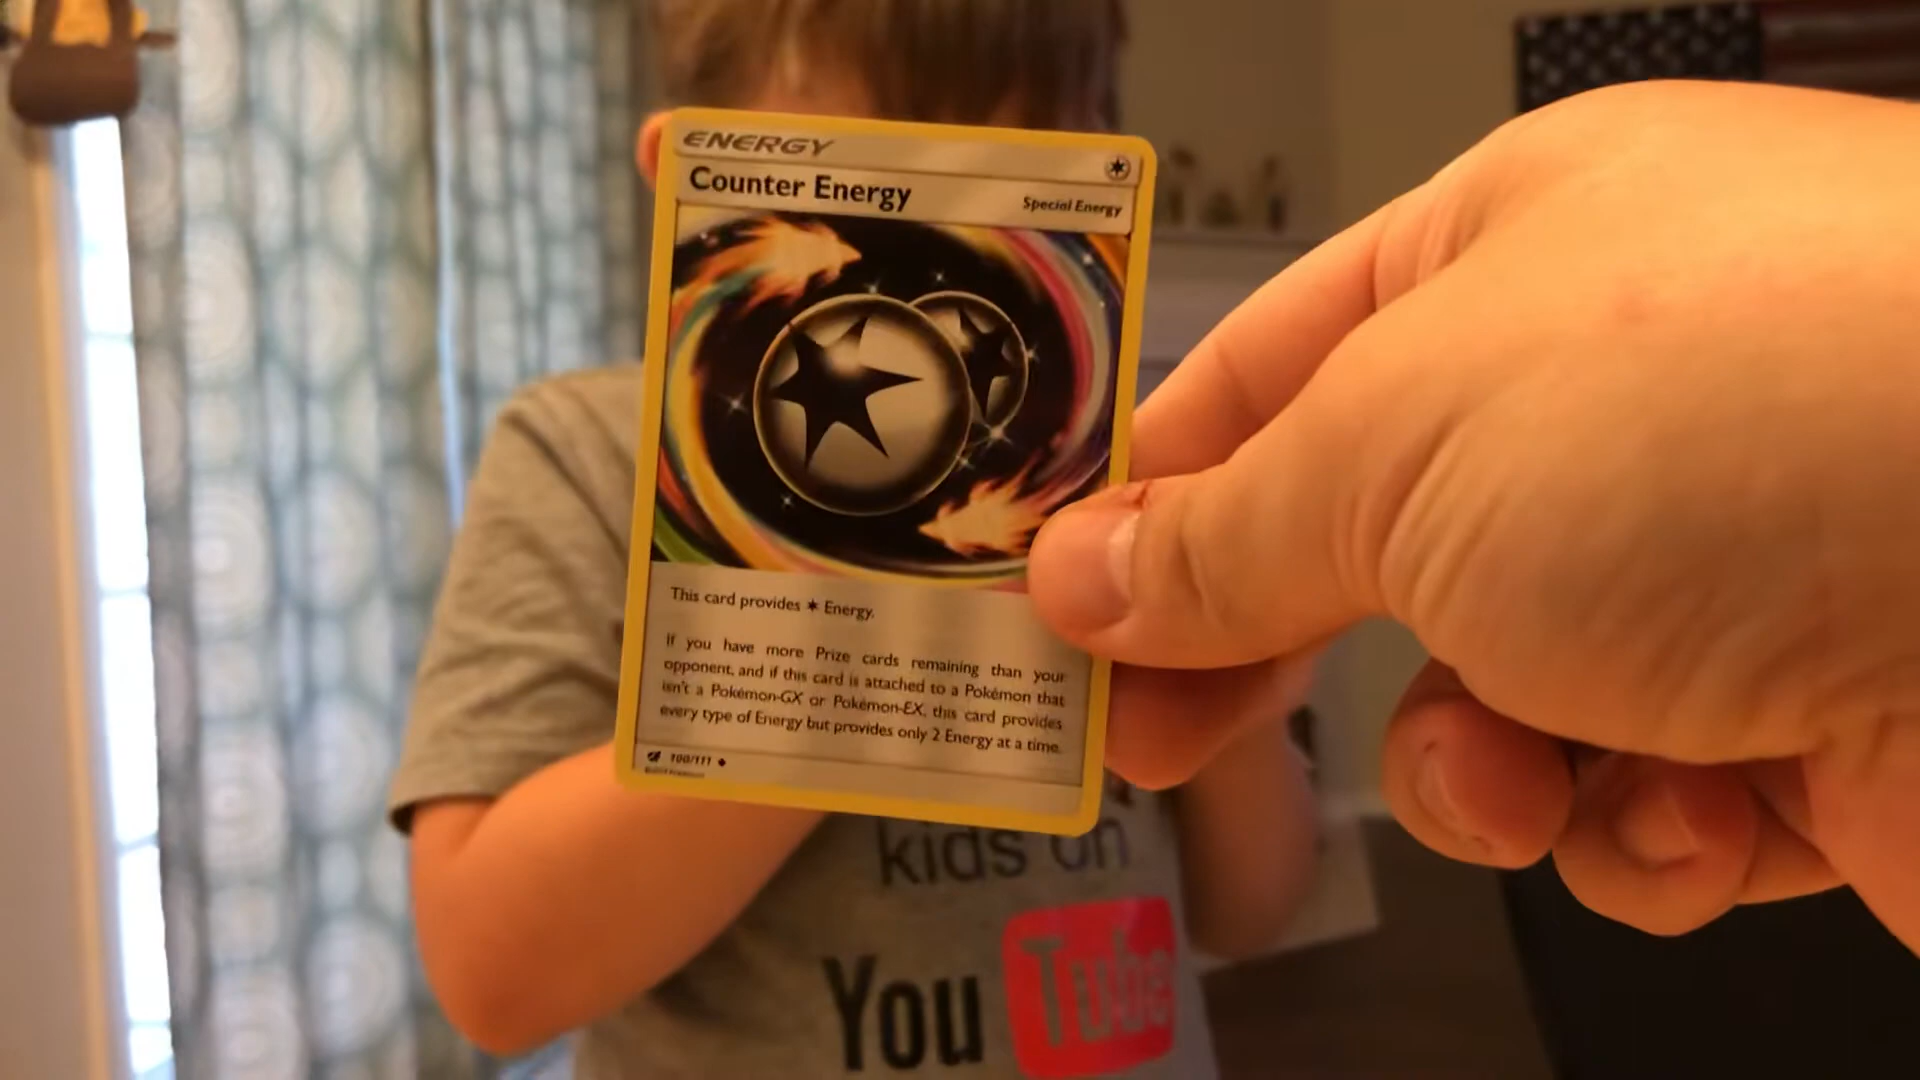 ENERGY
Counter Energy
Special Energy
This card provides ✶ Energy.
If you have more Prize cards remaining than your
opponent, and if this card is attached to a Pokémon that
isn't a Pokémon-GX or Pokémon-EX, this card provides
every type of Energy but provides only 2 Energy at a time.
100/111
kids on
You Tube